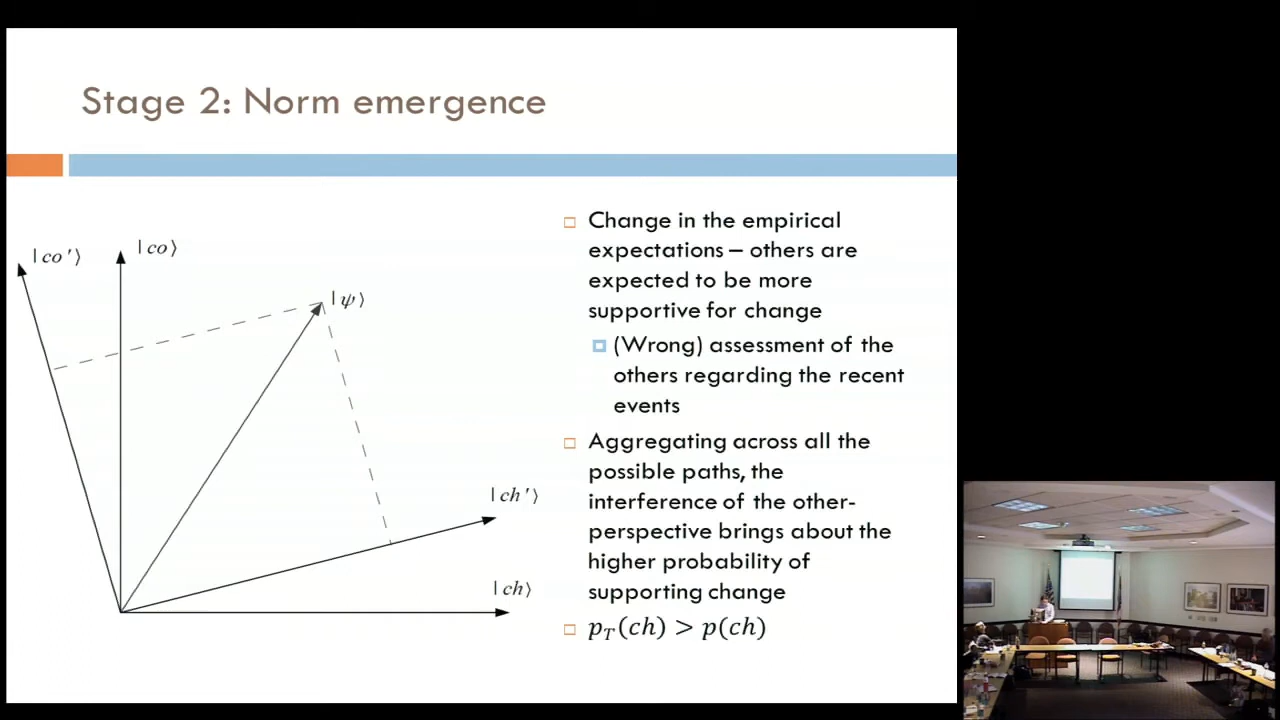 Stage 2: Norm emergence
|co'⟩
|co⟩
|ψ⟩
|ch'⟩
|ch⟩
Change in the empirical
expectations – others are
expected to be more
supportive for change
(Wrong) assessment of the
others regarding the recent
events
Aggregating across all the
possible paths, the
interference of the other-
perspective brings about the
higher probability of
supporting change
p_T(ch) > p(ch)